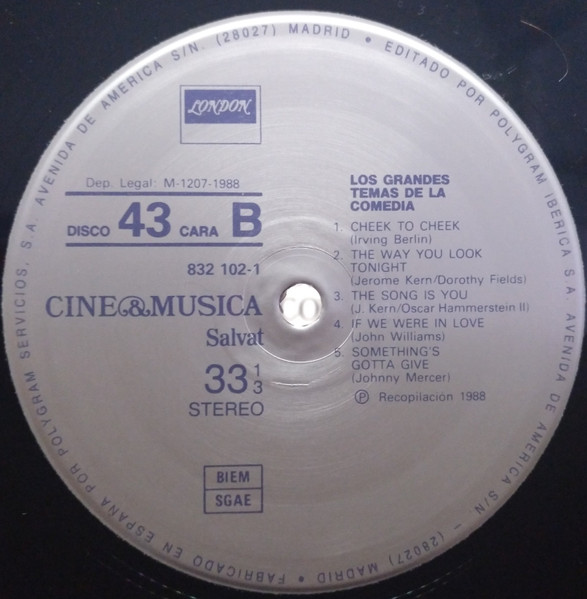 FABRICADO EN ESPAÑA POR POLYGRAM SERVICIOS, S.A. AVENIDA DE AMERICA S/N. (28027) MADRID • EDITADO POR POLYGRAM IBERICA S A. AVENIDA DE AMERICA S/N – (28027) MADRID •
LONDON
Dep. Legal: M-1207-1988
DISCO 43 CARA B
832 102-1
CINE&MUSICA
Salvat
33 1/3
STEREO
BIEM
SGAE
LOS GRANDES
TEMAS DE LA
COMEDIA
1. CHEEK TO CHEEK
(Irving Berlin)
2. THE WAY YOU LOOK
TONIGHT
(Jerome Kern/Dorothy Fields)
3. THE SONG IS YOU
(J. Kern/Oscar Hammerstein II)
4. IF WE WERE IN LOVE
(John Williams)
5. SOMETHING'S
GOTTA GIVE
(Johnny Mercer)
Ⓟ Recopilación 1988